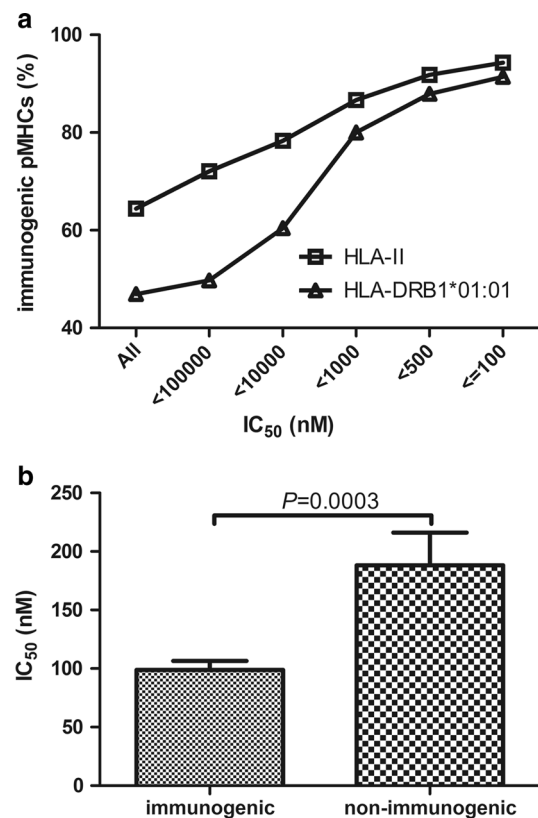 a
immunogenic pMHCs (%)
100
80
60
40
HLA-II
HLA-DRB1*01:01
All
<100000
<10000
<1000
<500
<=100
IC50 (nM)
b
P=0.0003
IC50 (nM)
250
200
150
100
50
0
immunogenic
non-immunogenic